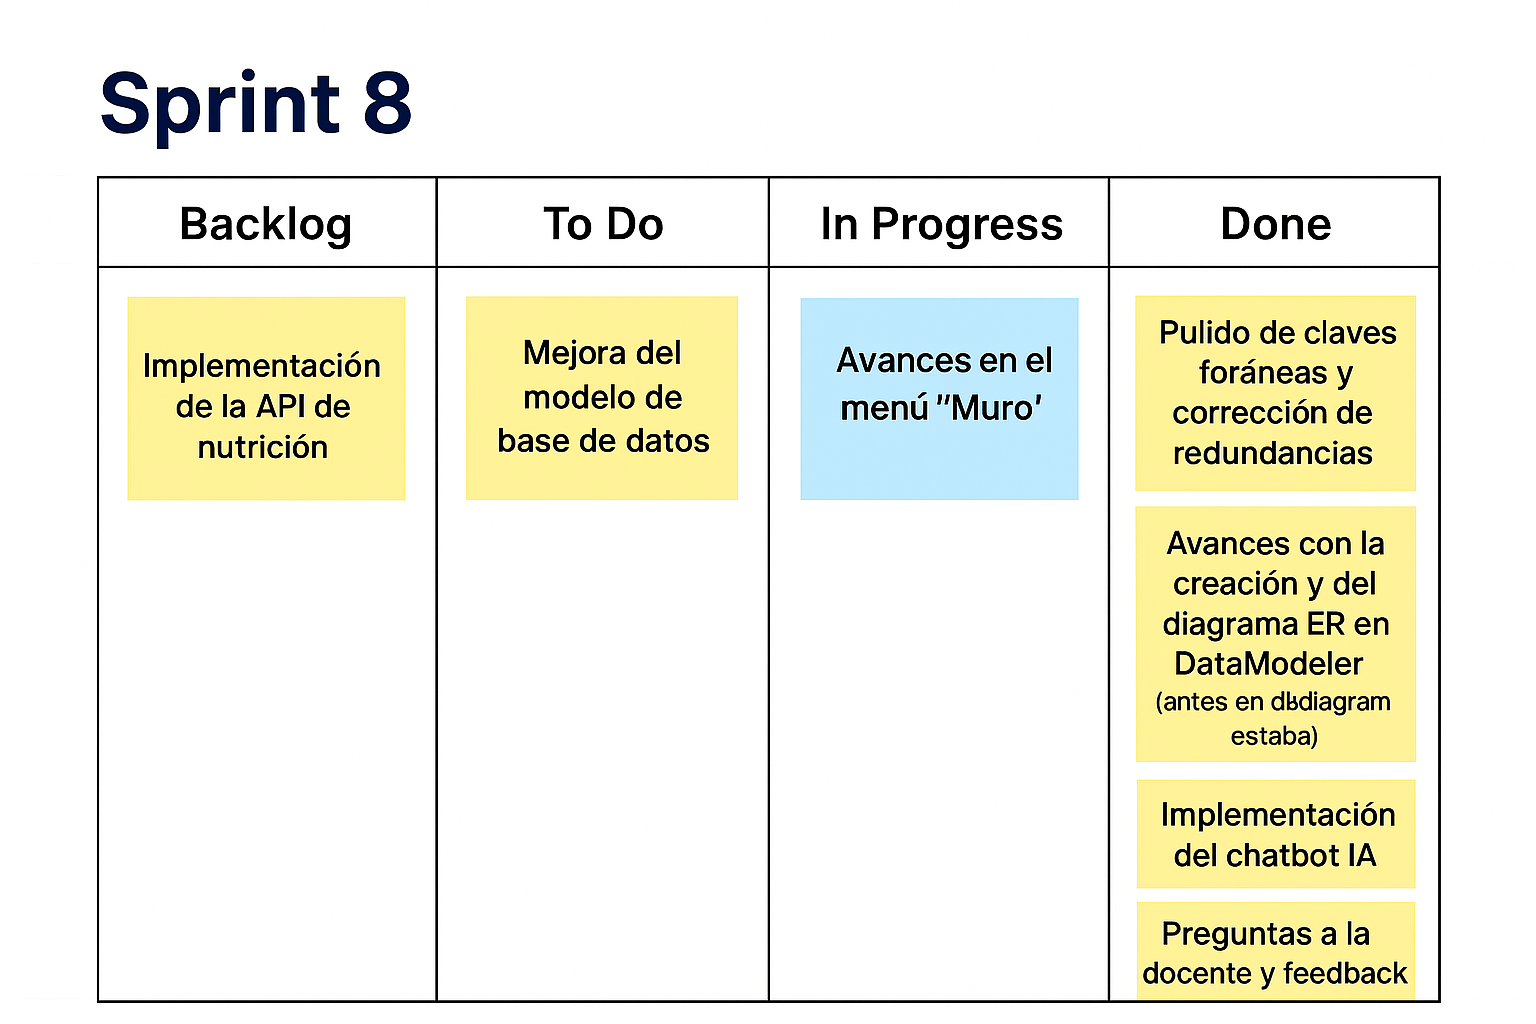 Sprint 8
Backlog
To Do
In Progress
Done
Implementación
de la API de
nutrición
Mejora del
modelo de
base de datos
Avances en el
menú "Muro'
Pulido de claves
foráneas y
corrección de
redundancias
Avances con la
creación y del
diagrama ER en
DataModeler
(antes en dbdiagram
estaba)
Implementación
del chatbot IA
Preguntas a la
docente y feedback